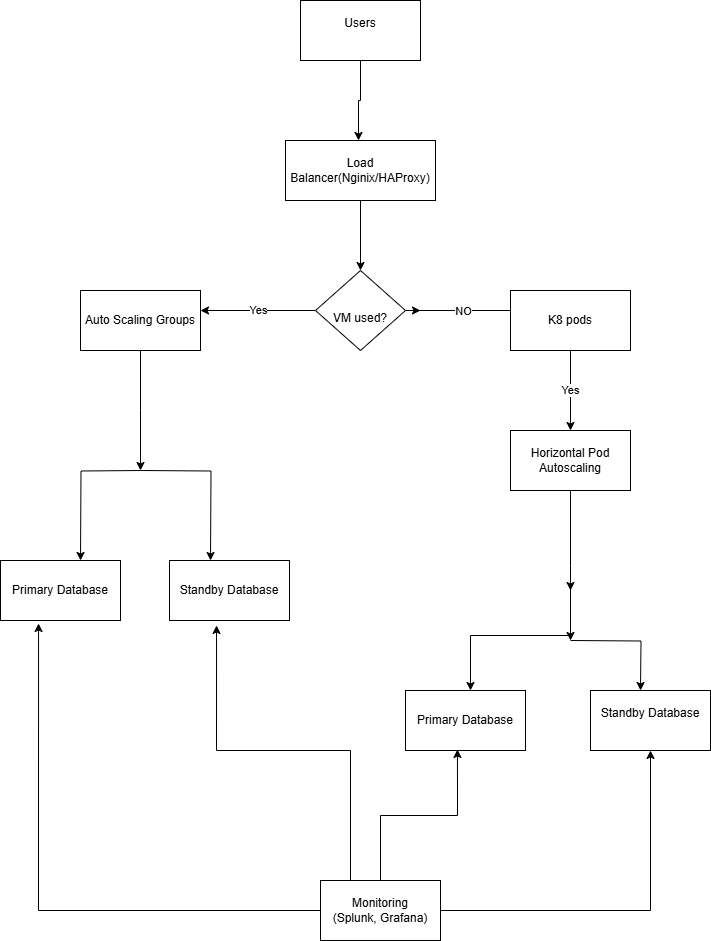 Users
Load
Balancer(Nginix/HAProxy)
Auto Scaling Groups
Yes
VM used?
NO
K8 pods
Yes
Horizontal Pod
Autoscaling
Primary Database
Standby Database
Primary Database
Standby Database
Monitoring
(Splunk, Grafana)